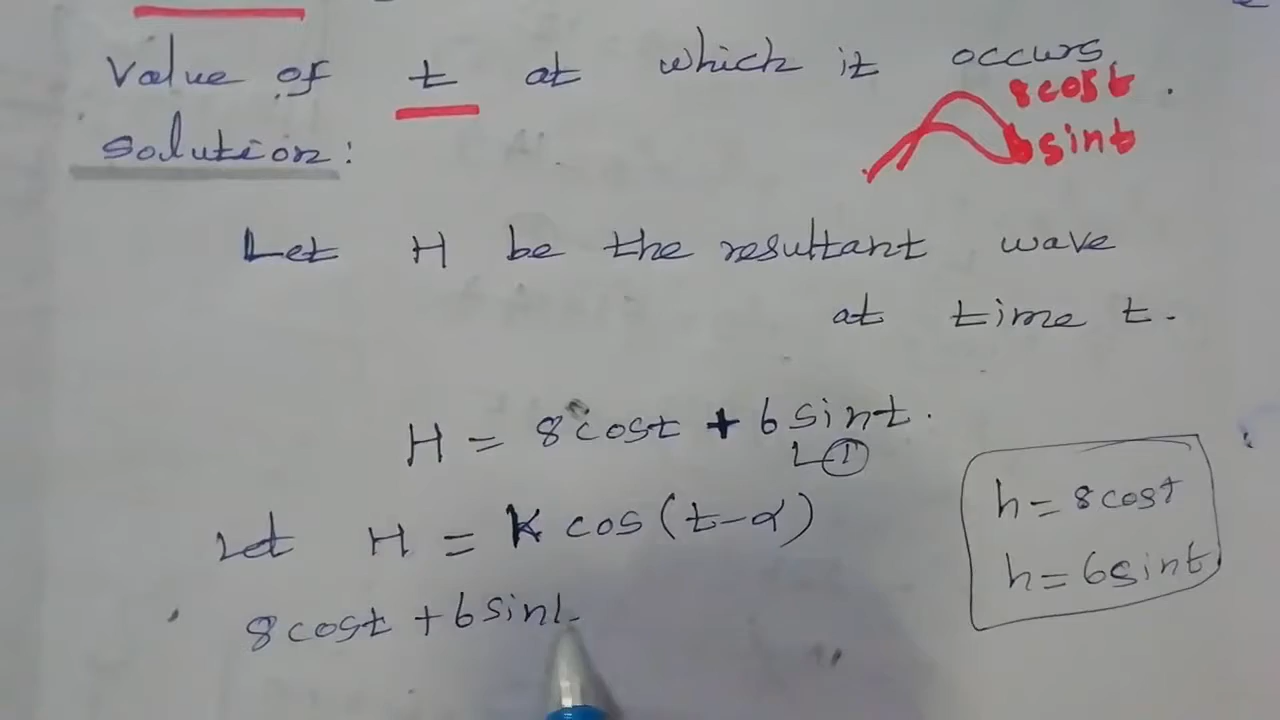 Value of t at which it occurs.
8cost
6sint
Solution:
Let H be the resultant wave
at time t.
H = 8cost + 6sint.
①
Let H = K cos(t-α)
h = 8cost
h = 6sint
8cost + 6sint